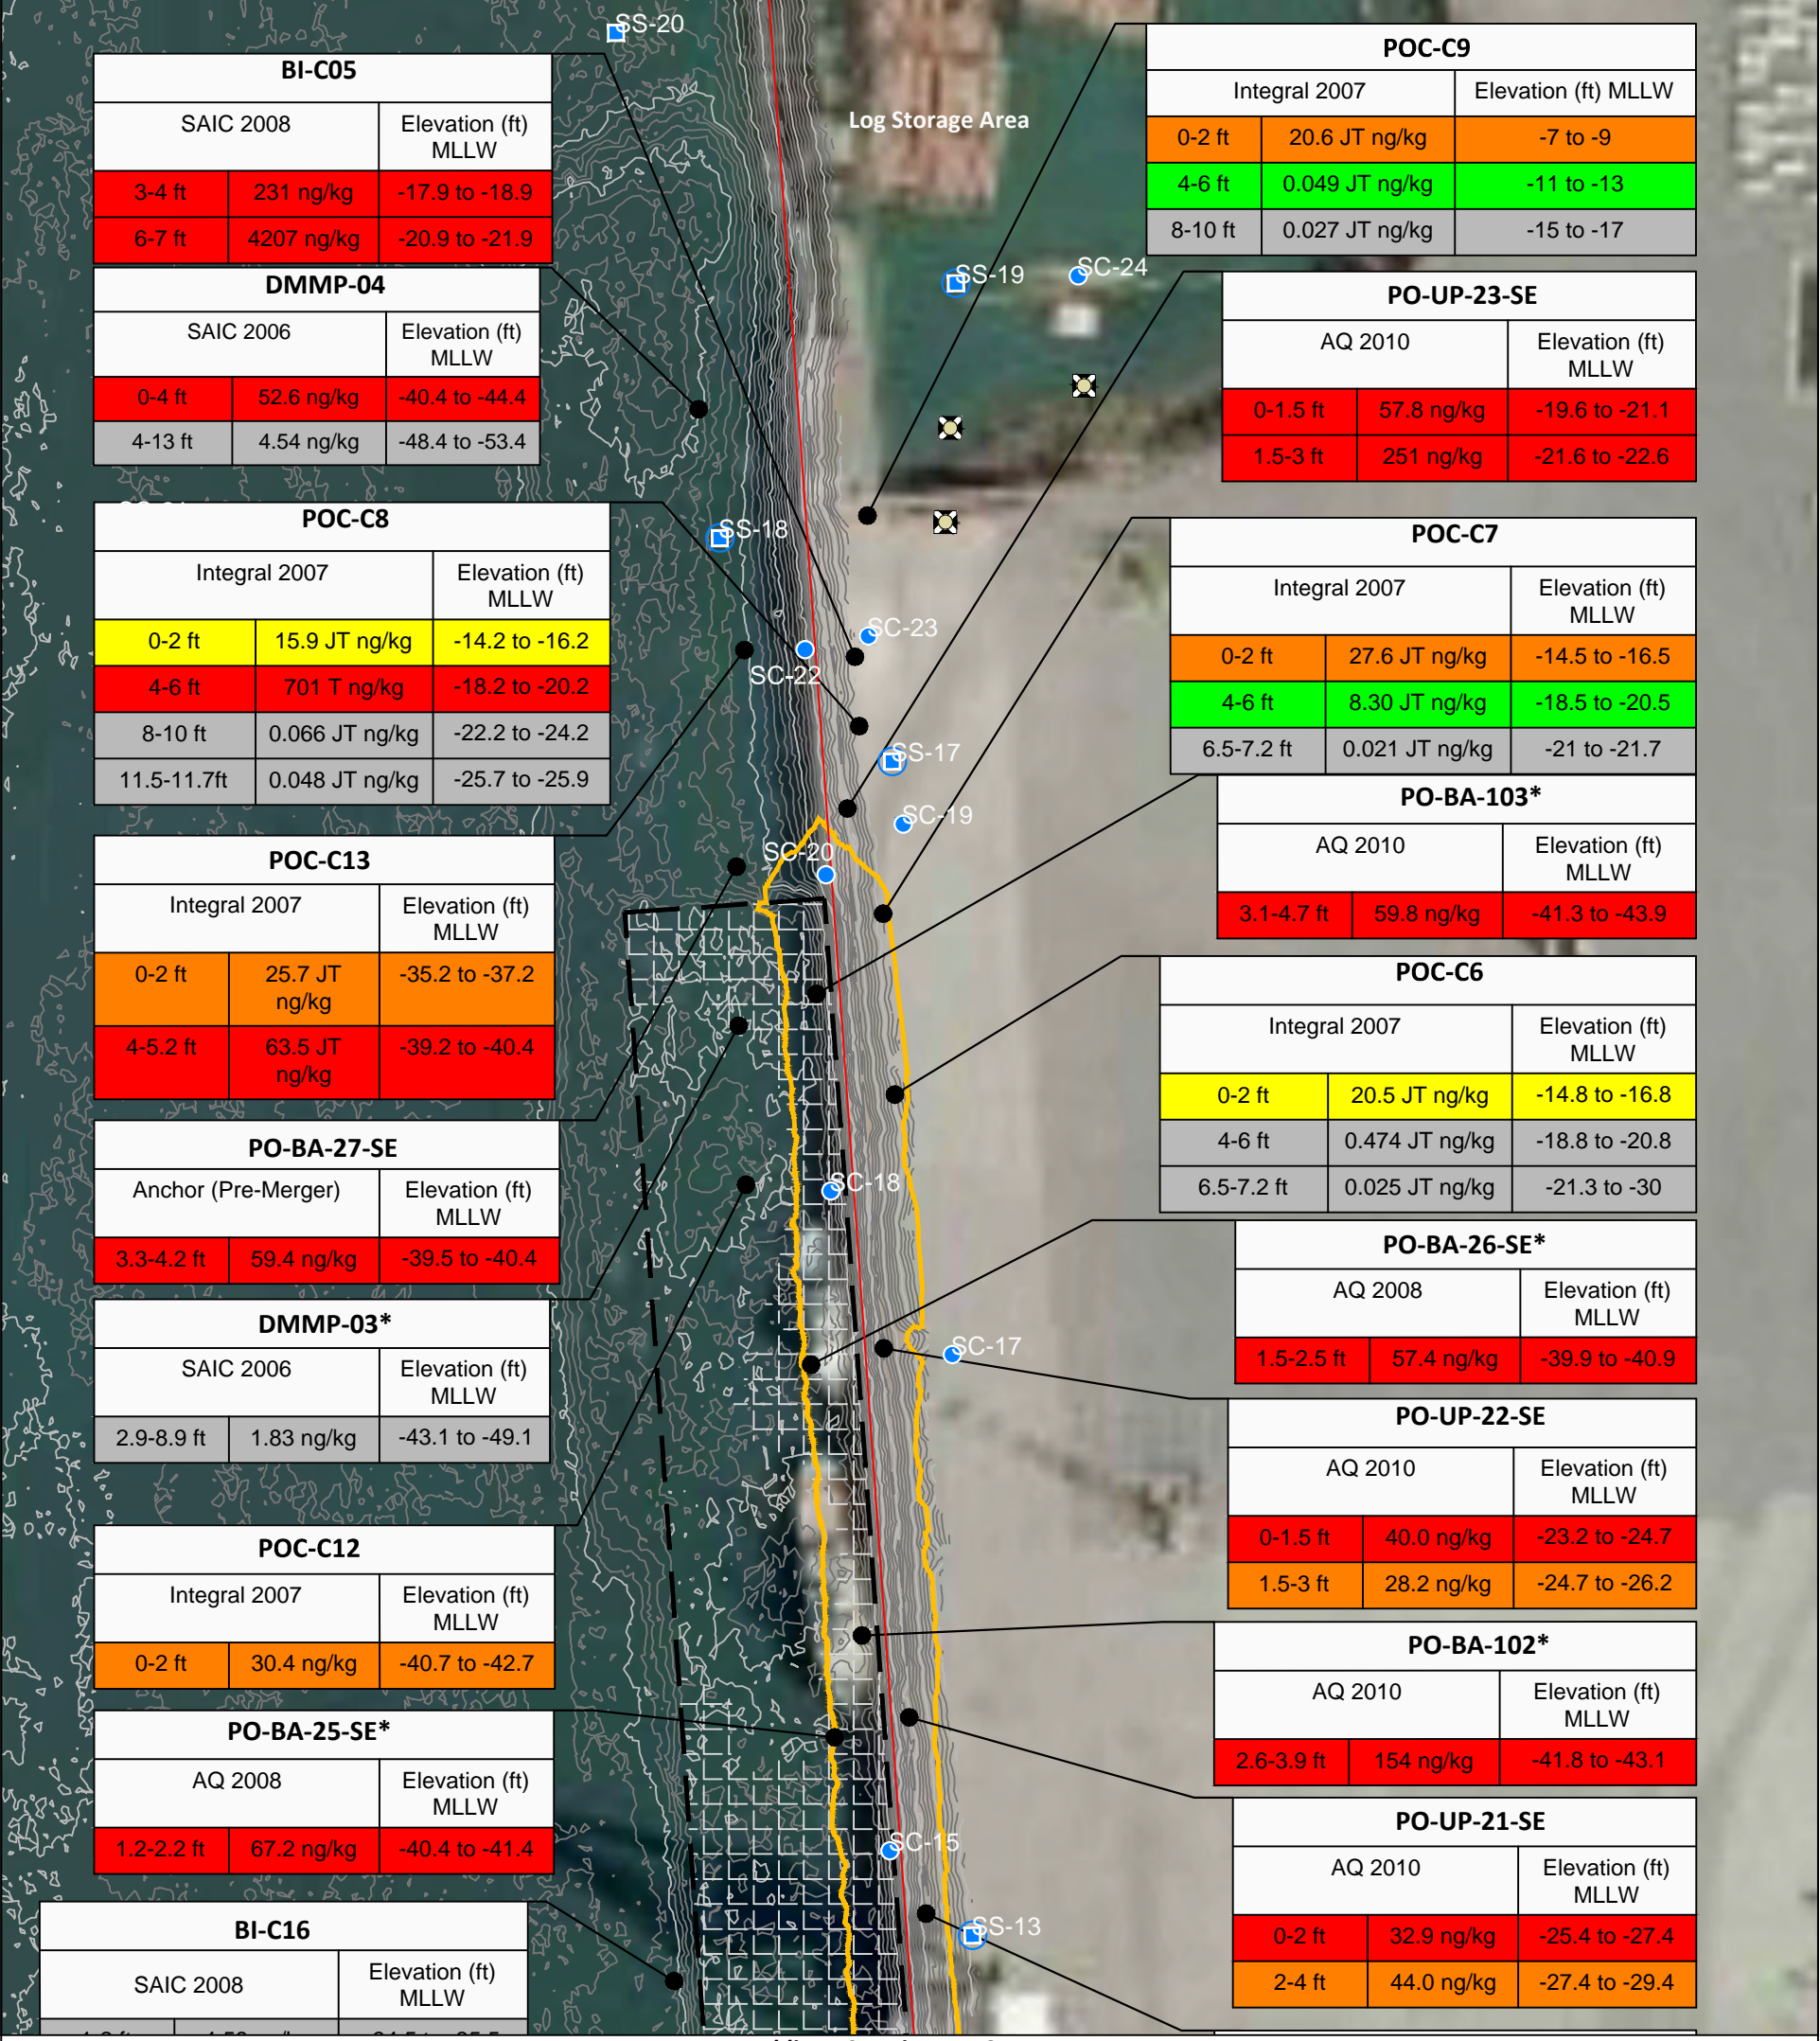 SS-20
BI-C05
SAIC 2008 Elevation (ft) MLLW
3-4 ft 231 ng/kg -17.9 to -18.9
6-7 ft 4207 ng/kg -20.9 to -21.9
DMMP-04
SAIC 2006 Elevation (ft) MLLW
0-4 ft 52.6 ng/kg -40.4 to -44.4
4-13 ft 4.54 ng/kg -48.4 to -53.4
POC-C8
Integral 2007 Elevation (ft) MLLW
0-2 ft 15.9 JT ng/kg -14.2 to -16.2
4-6 ft 701 T ng/kg -18.2 to -20.2
8-10 ft 0.066 JT ng/kg -22.2 to -24.2
11.5-11.7ft 0.048 JT ng/kg -25.7 to -25.9
POC-C13
Integral 2007 Elevation (ft) MLLW
0-2 ft 25.7 JT ng/kg -35.2 to -37.2
4-5.2 ft 63.5 JT ng/kg -39.2 to -40.4
PO-BA-27-SE
Anchor (Pre-Merger) Elevation (ft) MLLW
3.3-4.2 ft 59.4 ng/kg -39.5 to -40.4
DMMP-03*
SAIC 2006 Elevation (ft) MLLW
2.9-8.9 ft 1.83 ng/kg -43.1 to -49.1
POC-C12
Integral 2007 Elevation (ft) MLLW
0-2 ft 30.4 ng/kg -40.7 to -42.7
PO-BA-25-SE*
AQ 2008 Elevation (ft) MLLW
1.2-2.2 ft 67.2 ng/kg -40.4 to -41.4
BI-C16
SAIC 2008 Elevation (ft) MLLW
Log Storage Area
SS-19
SC-24
SS-18
SC-23
SC-22
SS-17
SC-19
SC-20
SC-18
SC-17
SC-15
SS-13
POC-C9
Integral 2007 Elevation (ft) MLLW
0-2 ft 20.6 JT ng/kg -7 to -9
4-6 ft 0.049 JT ng/kg -11 to -13
8-10 ft 0.027 JT ng/kg -15 to -17
PO-UP-23-SE
AQ 2010 Elevation (ft) MLLW
0-1.5 ft 57.8 ng/kg -19.6 to -21.1
1.5-3 ft 251 ng/kg -21.6 to -22.6
POC-C7
Integral 2007 Elevation (ft) MLLW
0-2 ft 27.6 JT ng/kg -14.5 to -16.5
4-6 ft 8.30 JT ng/kg -18.5 to -20.5
6.5-7.2 ft 0.021 JT ng/kg -21 to -21.7
PO-BA-103*
AQ 2010 Elevation (ft) MLLW
3.1-4.7 ft 59.8 ng/kg -41.3 to -43.9
POC-C6
Integral 2007 Elevation (ft) MLLW
0-2 ft 20.5 JT ng/kg -14.8 to -16.8
4-6 ft 0.474 JT ng/kg -18.8 to -20.8
6.5-7.2 ft 0.025 JT ng/kg -21.3 to -30
PO-BA-26-SE*
AQ 2008 Elevation (ft) MLLW
1.5-2.5 ft 57.4 ng/kg -39.9 to -40.9
PO-UP-22-SE
AQ 2010 Elevation (ft) MLLW
0-1.5 ft 40.0 ng/kg -23.2 to -24.7
1.5-3 ft 28.2 ng/kg -24.7 to -26.2
PO-BA-102*
AQ 2010 Elevation (ft) MLLW
2.6-3.9 ft 154 ng/kg -41.8 to -43.1
PO-UP-21-SE
AQ 2010 Elevation (ft) MLLW
0-2 ft 32.9 ng/kg -25.4 to -27.4
2-4 ft 44.0 ng/kg -27.4 to -29.4